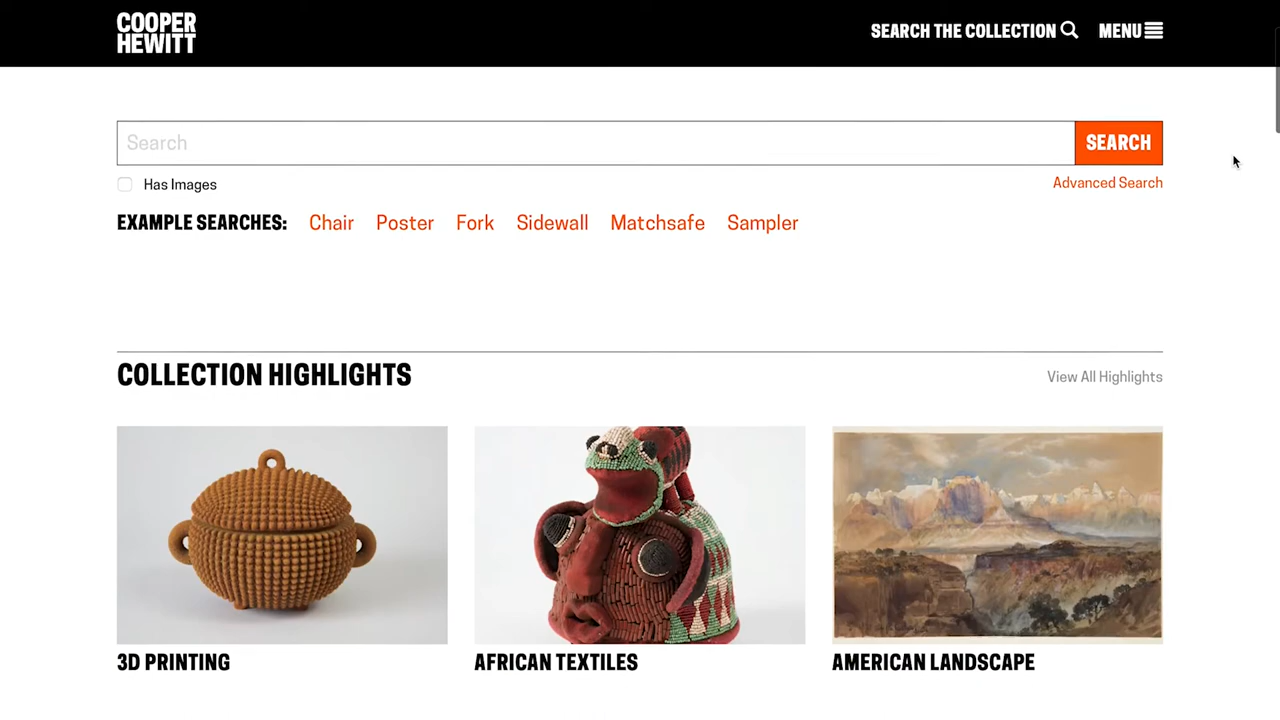 COOPER
HEWITT
SEARCH THE COLLECTION
MENU
Search
SEARCH
Has Images
Advanced Search
EXAMPLE SEARCHES: Chair Poster Fork Sidewall Matchsafe Sampler
COLLECTION HIGHLIGHTS
View All Highlights
3D PRINTING
AFRICAN TEXTILES
AMERICAN LANDSCAPE